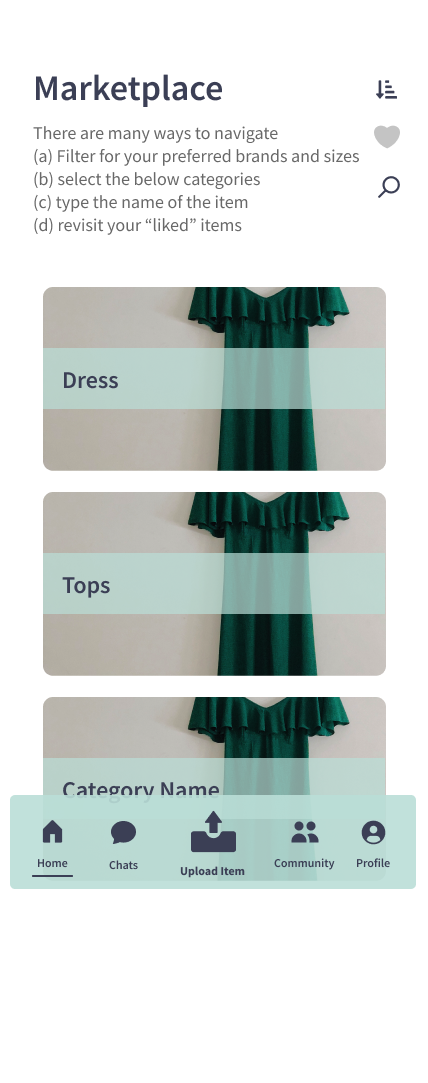 Marketplace
There are many ways to navigate
(a) Filter for your preferred brands and sizes
(b) select the below categories
(c) type the name of the item
(d) revisit your “liked” items
Dress
Tops
Category Name
Home
Chats
Upload Item
Community
Profile